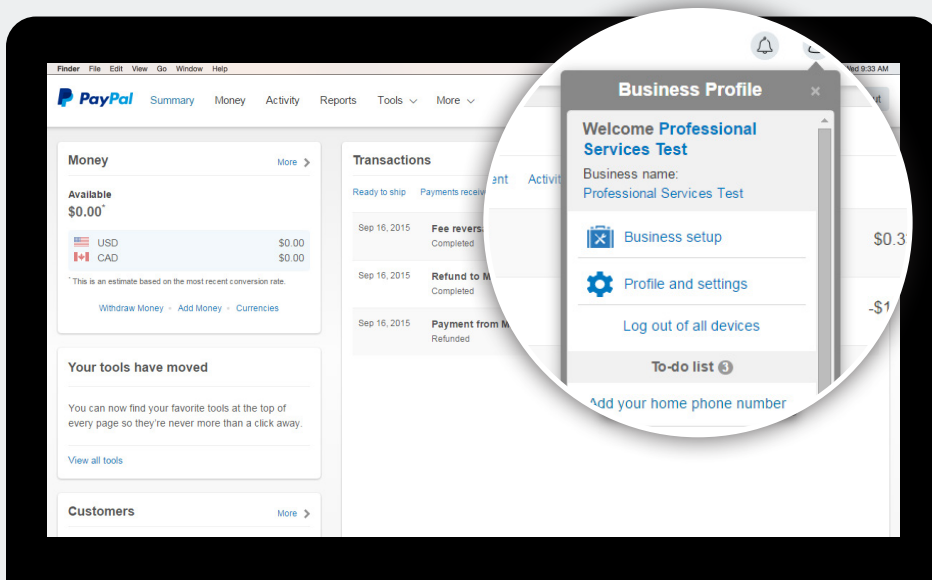 Finder File Edit View Go Window Help
Wed 9:33 AM
PayPal Summary Money Activity Reports Tools More
Money More
Available
$0.00*
USD $0.00
CAD $0.00
* This is an estimate based on the most recent conversion rate.
Withdraw Money Add Money Currencies
Your tools have moved
You can now find your favorite tools at the top of
every page so they're never more than a click away.
View all tools
Customers More
Transactions
Ready to ship Payments
Sep 16, 2015 Fee
Completed
Sep 16, 2015 Refund to
Completed
Sep 16, 2015 Payment from
Refunded
Business Profile ×
Welcome Professional
Services Test
Business name:
Professional Services Test
Business setup
Profile and settings
Log out of all devices
To-do list 3
Add your home phone number